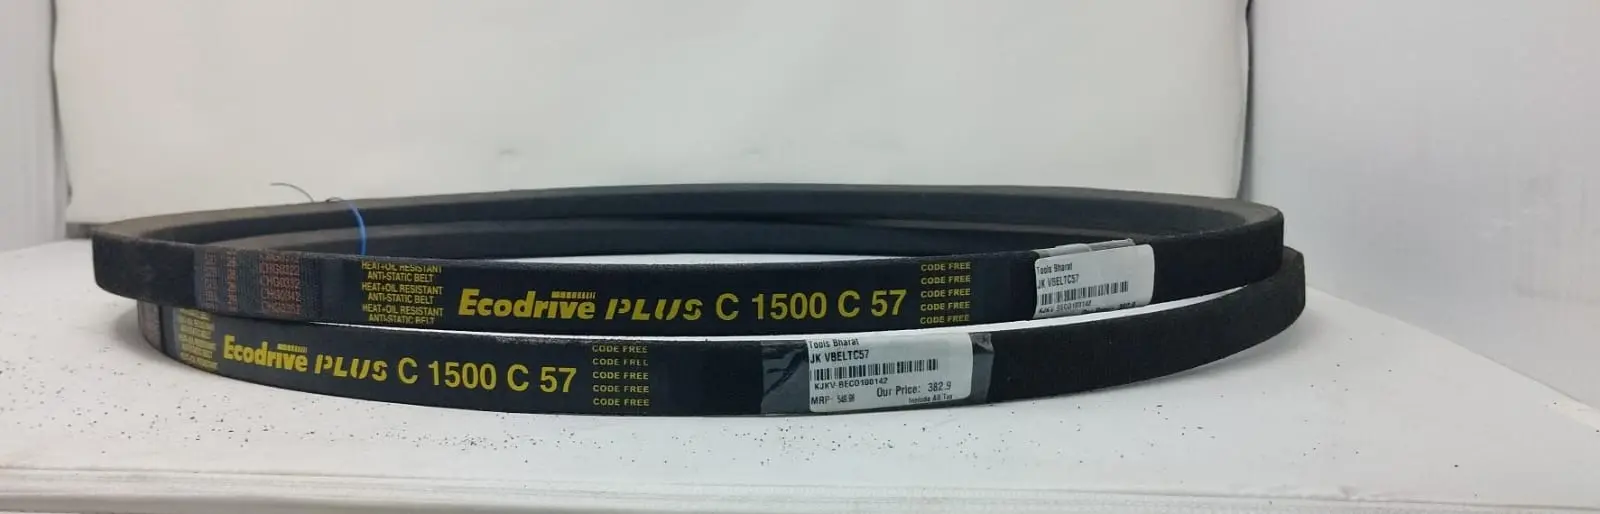 HEAT+OIL RESISTANT
ANTI-STATIC BELT
HEAT+OIL RESISTANT
ANTI-STATIC BELT
HEAT+OIL RESISTANT
ANTI-STATIC BELT
Ecodrive PLUS C 1500 C 57
CODE FREE
CODE FREE
CODE FREE
CODE FREE
CODE FREE
Tools Bharat
JK VBELTC57
Ecodrive PLUS C 1500 C 57
CODE FREE
CODE FREE
CODE FREE
CODE FREE
CODE FREE
Tools Bharat
JK VBELTC57
KJKV-BECO100142
MRP: Our Price: 382.9
Include All Tax